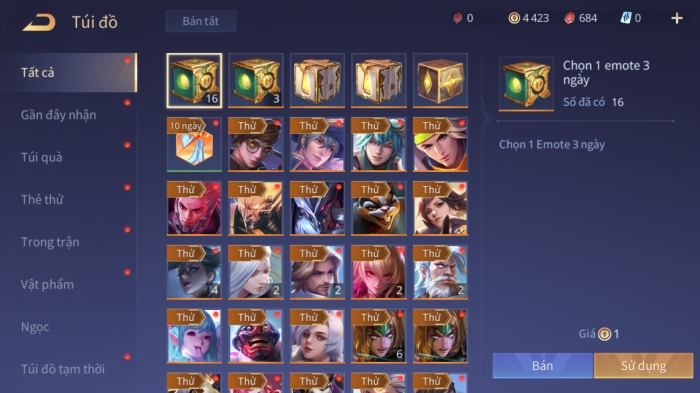 Túi đồ
Bán tất
0
4 423
684
0
+
Tất cả
Gần đây nhận
Túi quà
Thẻ thử
Trong trận
Vật phẩm
Ngọc
Túi đồ tạm thời
16
3
10 ngày
Thử
Thử
Thử
Thử
Thử
Thử
Thử
Thử
Thử
Thử
4
Thử
2
Thử
2
Thử
2
Thử
2
Thử
Thử
Thử
Thử
6
Thử
Thử
Thử
Thử
Thử
Thử
Chọn 1 emote 3
ngày
Số đã có 16
Chọn 1 Emote 3 ngày
Giá 1
Bán
Sử dụng